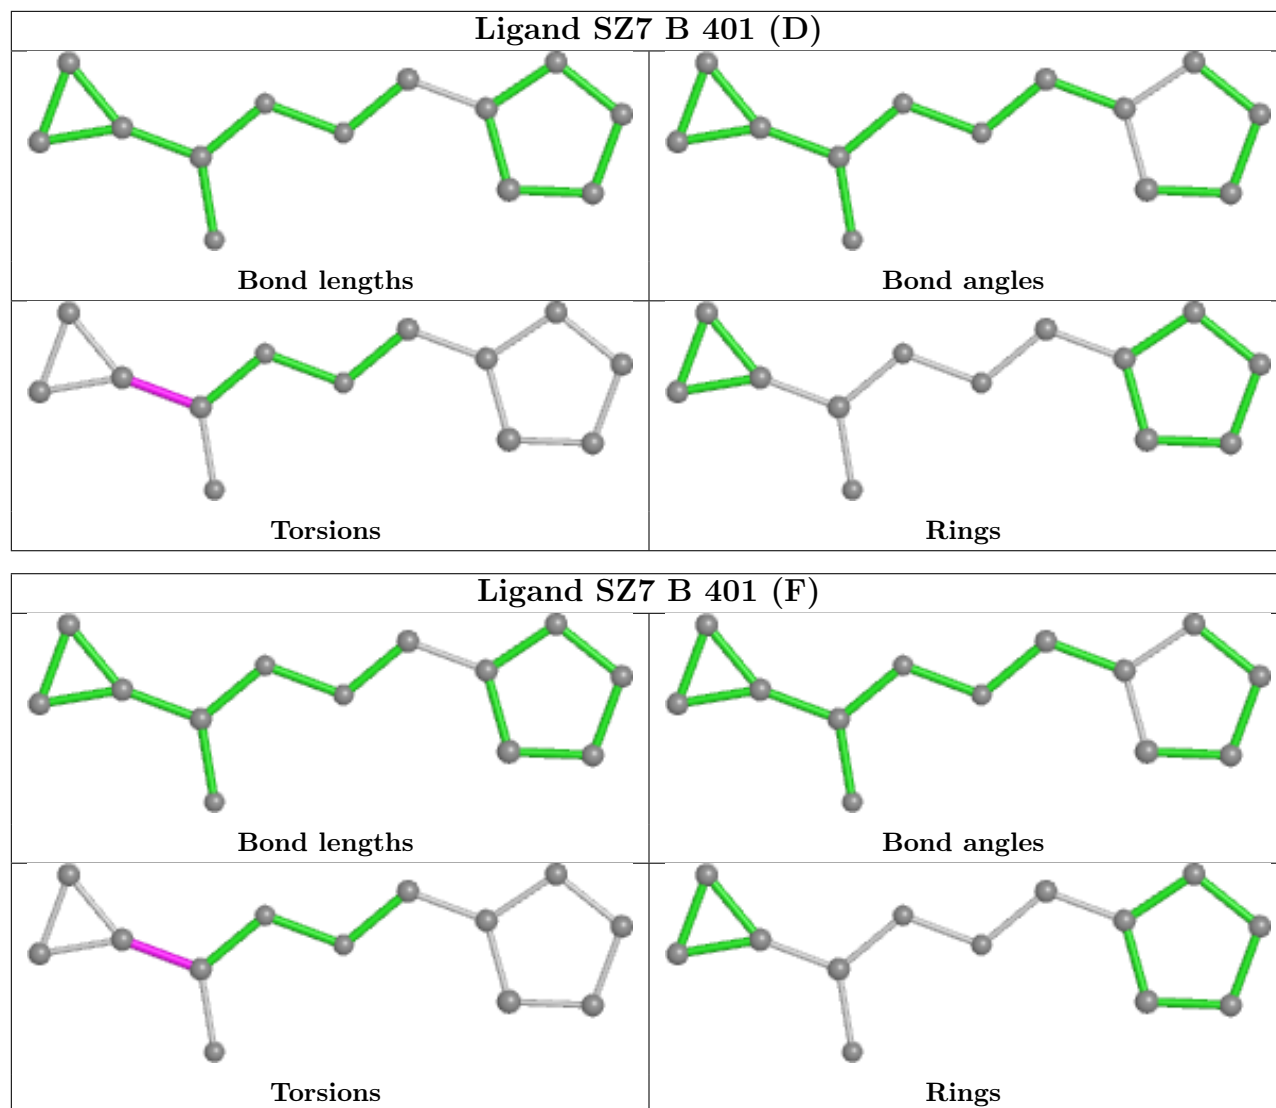 Ligand SZ7 B 401 (D)
Bond lengths
Bond angles
Torsions
Rings
Ligand SZ7 B 401 (F)
Bond lengths
Bond angles
Torsions
Rings